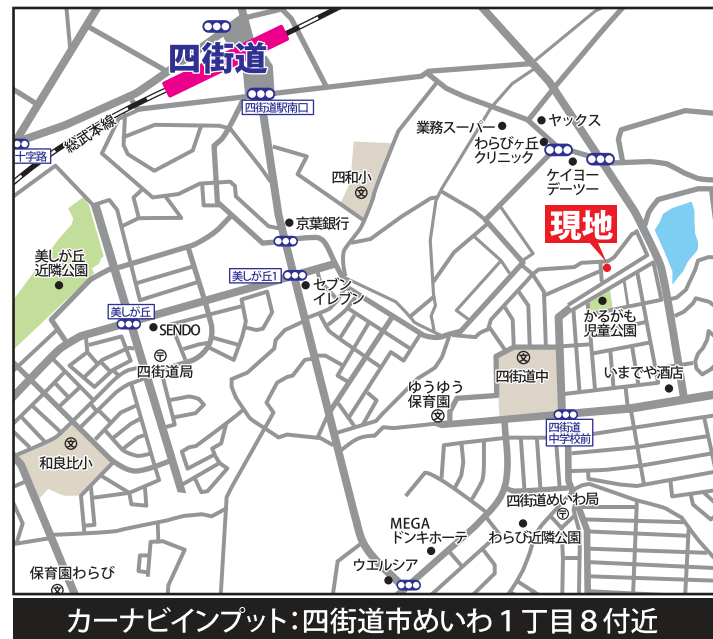 四街道
四街道駅南口
総武本線
十字路
業務スーパー
ヤックス
わらびヶ丘
クリニック
ケイヨー
デーツー
四和小
文
京葉銀行
現地
美しが丘
近隣公園
美しが丘1
セブン
イレブン
美しが丘
SENDO
〒
四街道局
かるがも
児童公園
文
四街道中
いまでや酒店
ゆうゆう
保育園
文
四街道
中学校前
文
和良比小
四街道めいわ局
〒
わらび近隣公園
MEGA
ドンキホーテ
ウエルシア
保育園わらび
文
カーナビインプット：四街道市めいわ1丁目8付近